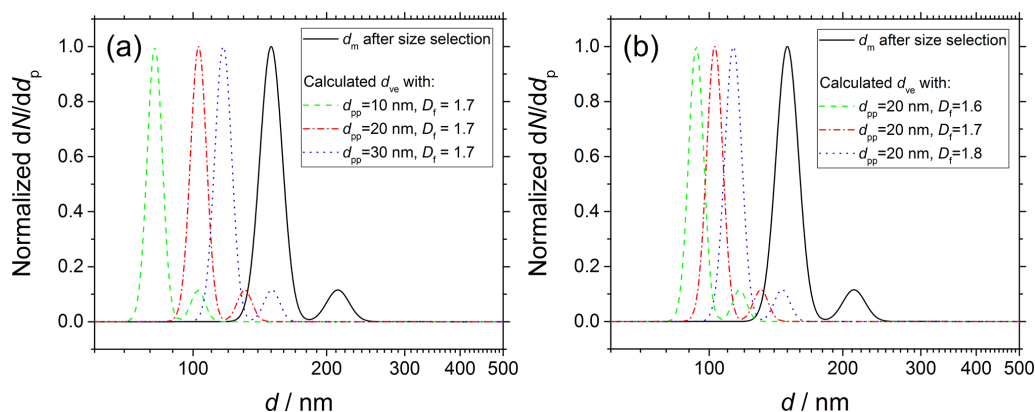 (a)
Normalized dN/ddp
1.0
0.8
0.6
0.4
0.2
0.0
dm after size selection
Calculated dve with:
dpp=10 nm, Df = 1.7
dpp=20 nm, Df = 1.7
dpp=30 nm, Df = 1.7
100
200
300
400
500
d / nm
(b)
Normalized dN/ddp
1.0
0.8
0.6
0.4
0.2
0.0
dm after size selection
Calculated dve with:
dpp=20 nm, Df=1.6
dpp=20 nm, Df=1.7
dpp=20 nm, Df=1.8
100
200
300
400
500
d / nm